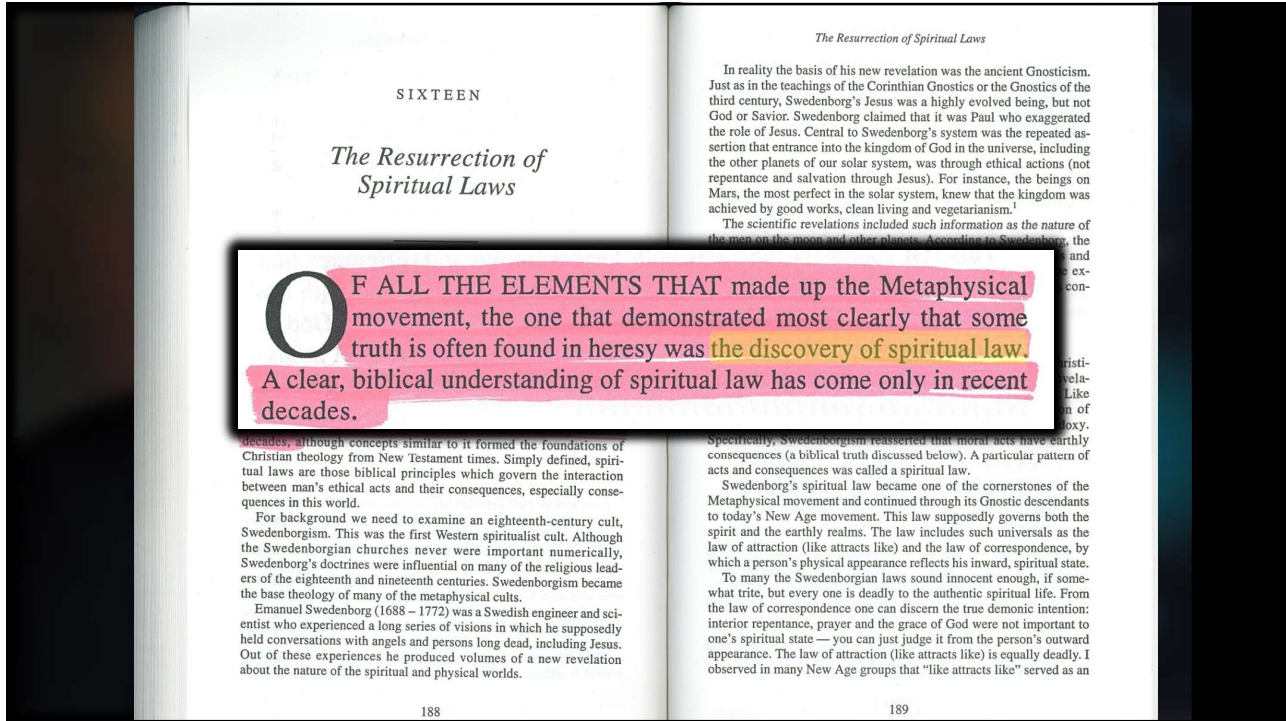 SIXTEEN
The Resurrection of
Spiritual Laws
OF ALL THE ELEMENTS THAT made up the Metaphysical
movement, the one that demonstrated most clearly that some
truth is often found in heresy was the discovery of spiritual law.
A clear, biblical understanding of spiritual law has come only in recent
decades.
decades, although concepts similar to it formed the foundations of
Christian theology from New Testament times. Simply defined, spiri-
tual laws are those biblical principles which govern the interaction
between man's ethical acts and their consequences, especially conse-
quences in this world.
For background we need to examine an eighteenth-century cult,
Swedenborgism. This was the first Western spiritualist cult. Although
the Swedenborgian churches never were important numerically,
Swedenborg's doctrines were influential on many of the religious lead-
ers of the eighteenth and nineteenth centuries. Swedenborgism became
the base theology of many of the metaphysical cults.
Emanuel Swedenborg (1688 – 1772) was a Swedish engineer and sci-
entist who experienced a long series of visions in which he supposedly
held conversations with angels and persons long dead, including Jesus.
Out of these experiences he produced volumes of a new revelation
about the nature of the spiritual and physical worlds.
188
The Resurrection of Spiritual Laws
In reality the basis of his new revelation was the ancient Gnosticism.
Just as in the teachings of the Corinthian Gnostics or the Gnostics of the
third century, Swedenborg's Jesus was a highly evolved being, but not
God or Savior. Swedenborg claimed that it was Paul who exaggerated
the role of Jesus. Central to Swedenborg's system was the repeated as-
sertion that entrance into the kingdom of God in the universe, including
the other planets of our solar system, was through ethical actions (not
repentance and salvation through Jesus). For instance, the beings on
Mars, the most perfect in the solar system, knew that the kingdom was
achieved by good works, clean living and vegetarianism.1
The scientific revelations included such information as the nature of
the men on the moon and other planets. According to Swedenborg, the
and
ex-
con-
risti-
vela-
Like
of
doxy.
Specifically, Swedenborgism reasserted that moral acts have earthly
consequences (a biblical truth discussed below). A particular pattern of
acts and consequences was called a spiritual law.
Swedenborg's spiritual law became one of the cornerstones of the
Metaphysical movement and continued through its Gnostic descendants
to today's New Age movement. This law supposedly governs both the
spirit and the earthly realms. The law includes such universals as the
law of attraction (like attracts like) and the law of correspondence, by
which a person's physical appearance reflects his inward, spiritual state.
To many the Swedenborgian laws sound innocent enough, if some-
what trite, but every one is deadly to the authentic spiritual life. From
the law of correspondence one can discern the true demonic intention:
interior repentance, prayer and the grace of God were not important to
one's spiritual state — you can just judge it from the person's outward
appearance. The law of attraction (like attracts like) is equally deadly. I
observed in many New Age groups that "like attracts like" served as an
189